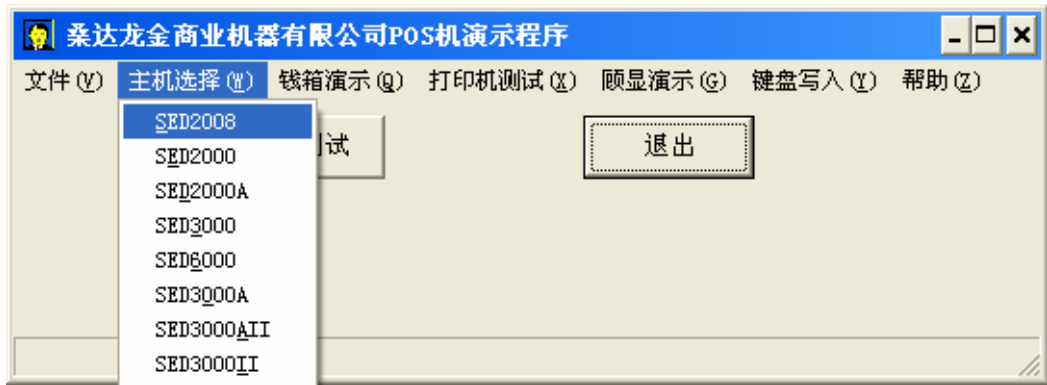 桑达龙金商业机器有限公司POS机演示程序
文件(V) 主机选择(W) 钱箱演示(Q) 打印机测试(X) 顾显演示(G) 键盘写入(Y) 帮助(Z)
SED2008
试 退出
SED2000
SED2000A
SED3000
SED6000
SED3000A
SED3000AII
SED3000II